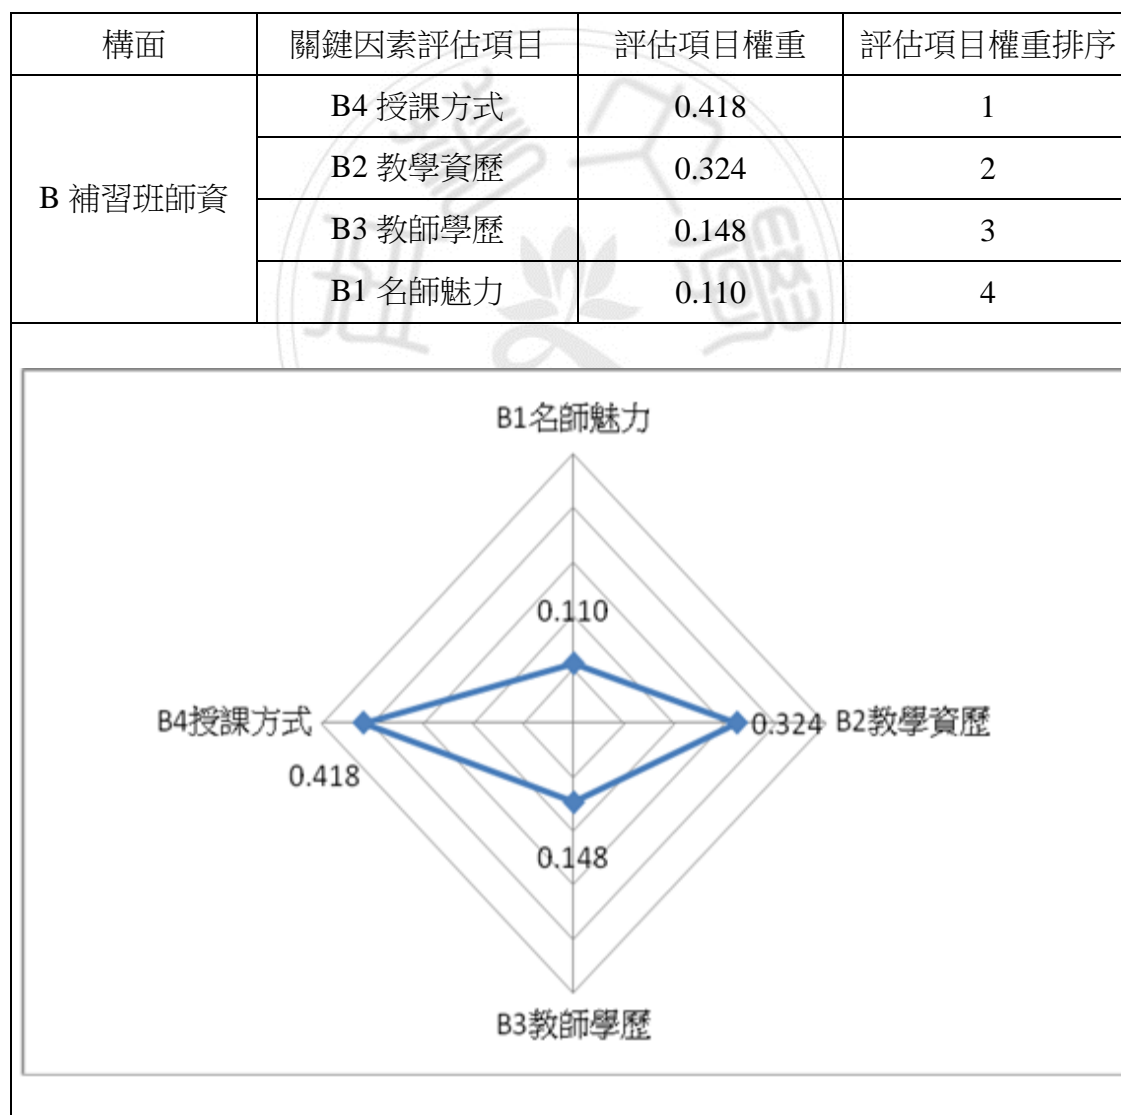 構面 關鍵因素評估項目 評估項目權重 評估項目權重排序
B4 授課方式 0.418 1
B2 教學資歷 0.324 2
B 補習班師資
B3 教師學歷 0.148 3
B1 名師魅力 0.110 4
B1名師魅力
0.110
B4授課方式
0.324 B2教學資歷
0.418
0.148
B3教師學歷